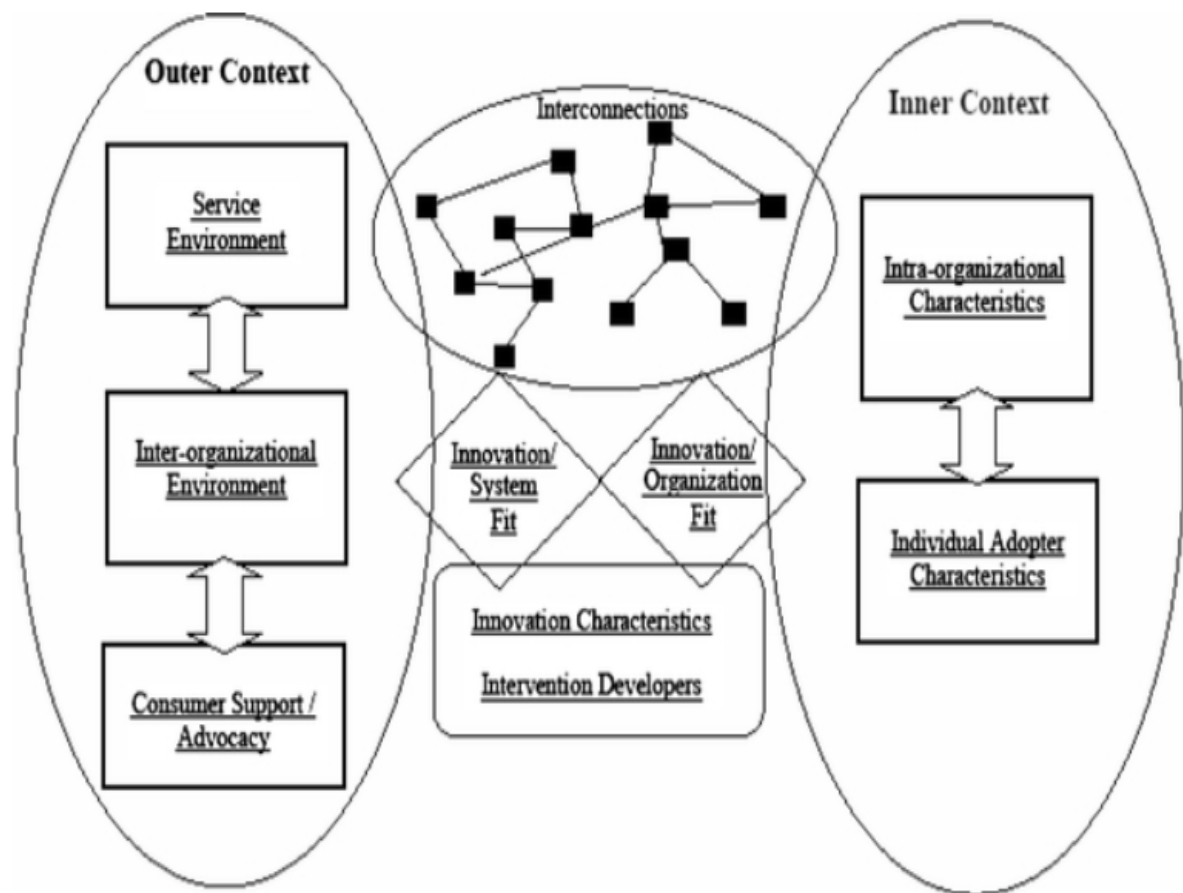 Outer Context
Service
Environment
Inter-organizational
Environment
Consumer Support /
Advocacy
Interconnections
Innovation/
System
Fit
Innovation/
Organization
Fit
Innovation Characteristics
Intervention Developers
Inner Context
Intra-organizational
Characteristics
Individual Adopter
Characteristics